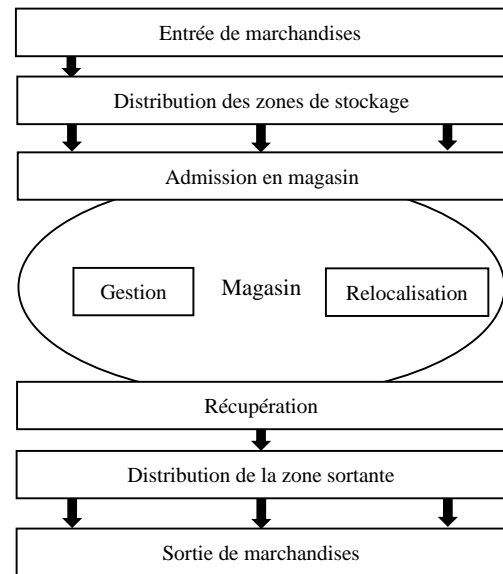 Entrée de marchandises
Distribution des zones de stockage
Admission en magasin
Gestion
Magasin
Relocalisation
Récupération
Distribution de la zone sortante
Sortie de marchandises